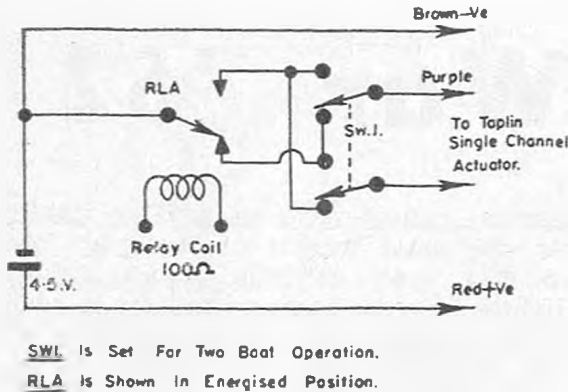 Brown-Ve
RLA
Purple
Sw.I.
To Taplin
Single Channel
Actuator.
Relay Coil
100Ω
4·5.V.
Red+Ve
SWI. Is Set For Two Boat Operation.
RLA Is Shown In Energised Position.